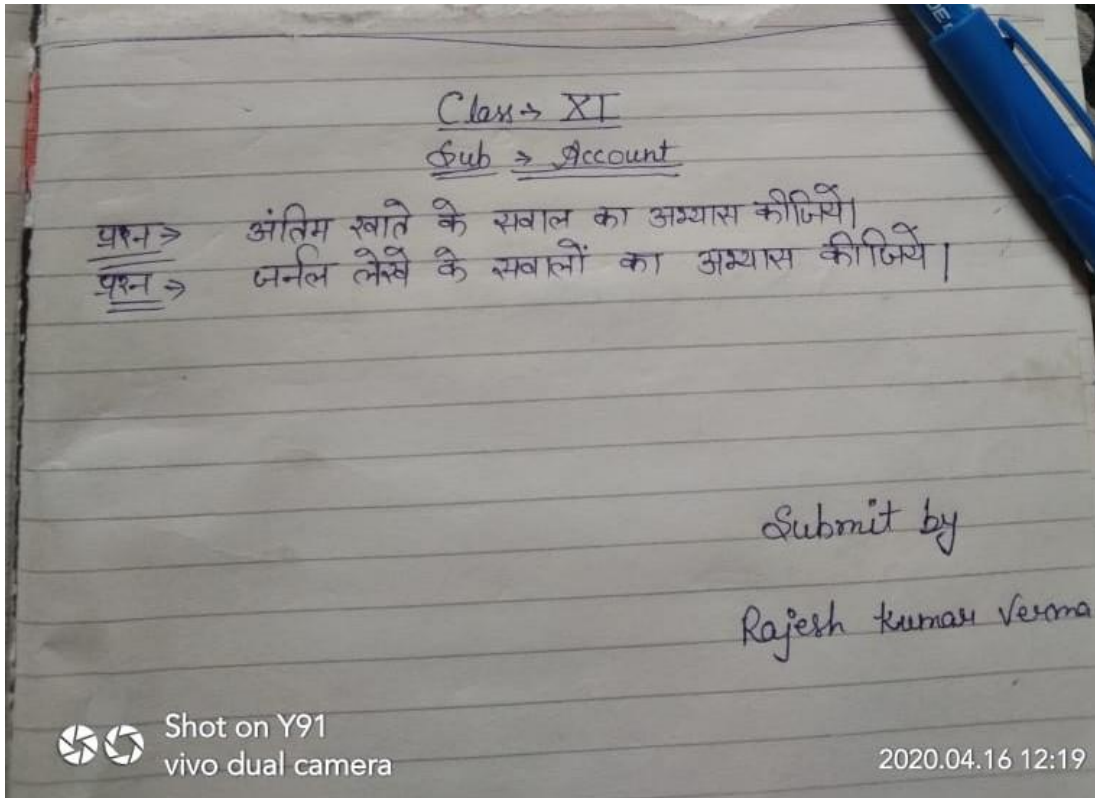 Class → XI
Sub → Account
प्रश्न → अंतिम खाते के सवाल का अभ्यास कीजिये।
प्रश्न → जर्नल लेखे के सवालों का अभ्यास कीजिये।
Submit by
Rajesh Kumar Verma
Shot on Y91
vivo dual camera
2020.04.16 12:19